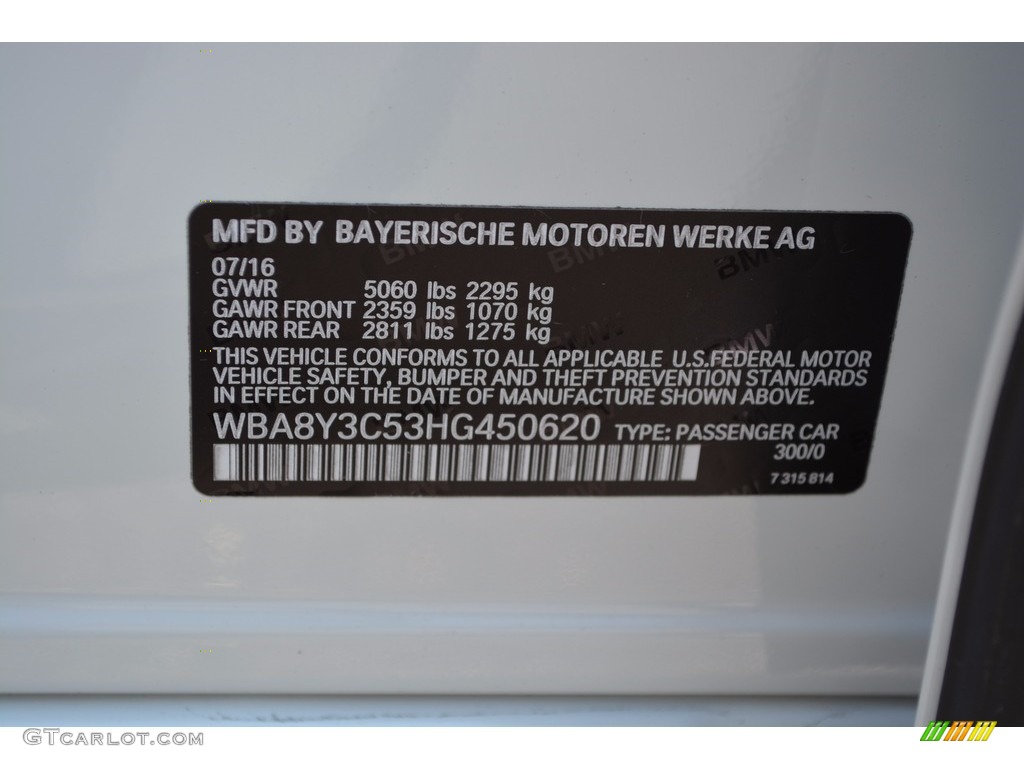 MFD BY BAYERISCHE MOTOREN WERKE AG
07/16
GVWR 5060 lbs 2295 kg
GAWR FRONT 2359 lbs 1070 kg
GAWR REAR 2811 lbs 1275 kg
THIS VEHICLE CONFORMS TO ALL APPLICABLE U.S.FEDERAL MOTOR
VEHICLE SAFETY, BUMPER AND THEFT PREVENTION STANDARDS
IN EFFECT ON THE DATE OF MANUFACTURE SHOWN ABOVE.
WBA8Y3C53HG450620 TYPE: PASSENGER CAR
300/0
7 315 814
GTCARLOT.COM